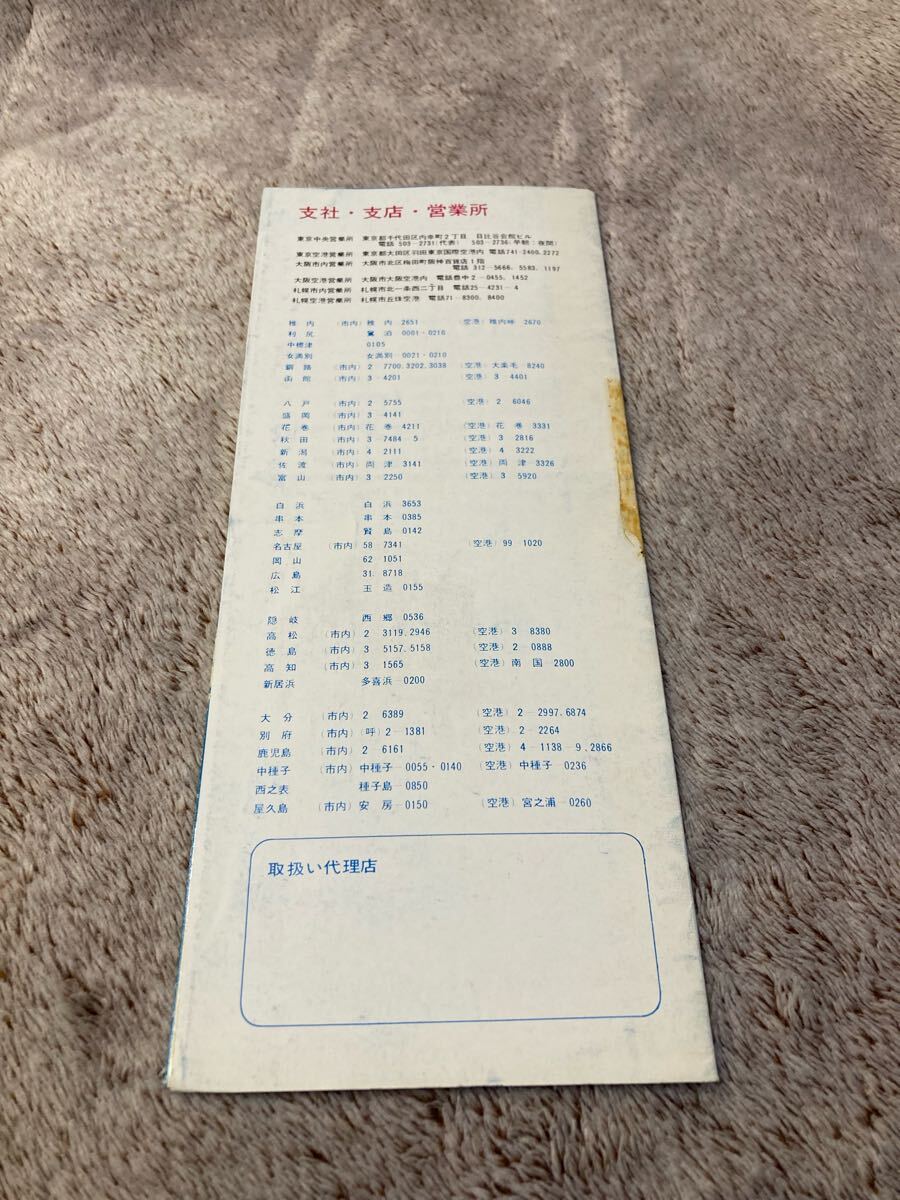 支社・支店・営業所
東京中央営業所 東京都千代田区内幸町2丁目 日比谷会館ビル
電話 503-2731(代表) 503-2736(早朝:夜間)
東京空港営業所 東京都大田区羽田東京国際空港内 電話741-2400.2272
大阪市内営業所 大阪市北区梅田町阪神百貨店1階
電話 312-5666, 5583, 1197
大阪空港営業所 大阪市大阪空港内 電話豊中2-0455, 1452
札幌市内営業所 札幌市北一条西二丁目 電話25-4231-4
札幌空港営業所 札幌市丘珠空港 電話71-8300, 8400
稚内 (市内) 稚内 2651 (空港) 稚内 2670
利尻 鴛泊 0001・0210
中標津 0105
女満別 女満別 0021・0210
釧路 (市内) 2 7700.3202.3038 (空港) 大楽毛 8240
函館 (市内) 3-4201 (空港) 3 4401
八戸 (市内) 2 5755 (空港) 2 6046
盛岡 (市内) 3-4141
花巻 (市内) 花巻 4211 (空港) 花巻 3331
秋田 (市内) 3-7484-5 (空港) 3 2816
新潟 (市内) 4 2111 (空港) 4 3222
佐渡 (市内) 両津 3141 (空港) 両津 3326
富山 (市内) 3-2250 (空港) 3 5920
白浜 白浜 3653
串本 串本 0385
志摩 賢島 0142
名古屋 (市内) 58 7341 (空港) 99 1020
岡山 62 1051
広島 31. 8718
松江 玉造 0155
隠岐 西郷 0536
高松 (市内) 2 3119.2946 (空港) 3 8380
徳島 (市内) 3 5157.5158 (空港) 2-0888
高知 (市内) 3 1565 (空港) 南国-2800
新居浜 多喜浜-0200
大分 (市内) 2 6389 (空港) 2-2997.6874
別府 (市内) (呼) 2-1381 (空港) 2-2264
鹿児島 (市内) 2 6161 (空港) 4-1138-9、2866
中種子 (市内) 中種子-0055・0140 (空港) 中種子-0236
西之表 種子島-0850
屋久島 (市内) 安房-0150 (空港) 宮之浦-0260
取扱い代理店